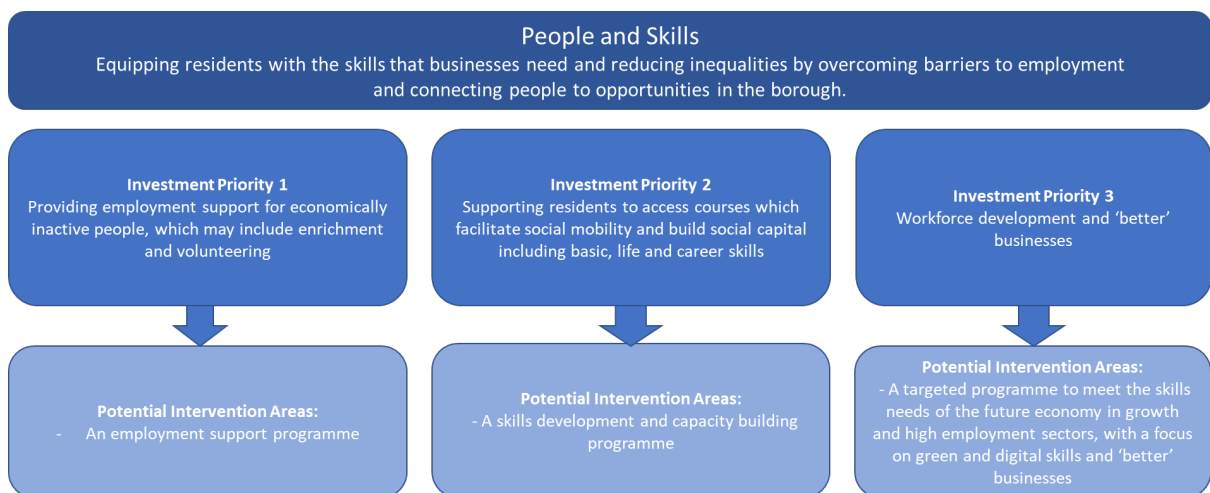 People and Skills
Equipping residents with the skills that businesses need and reducing inequalities by overcoming barriers to employment
and connecting people to opportunities in the borough.
Investment Priority 1
Providing employment support for economically
inactive people, which may include enrichment
and volunteering
Investment Priority 2
Supporting residents to access courses which
facilitate social mobility and build social capital
including basic, life and career skills
Investment Priority 3
Workforce development and ‘better’
businesses
Potential Intervention Areas:
- An employment support programme
Potential Intervention Areas:
- A skills development and capacity building
programme
Potential Intervention Areas:
- A targeted programme to meet the skills
needs of the future economy in growth
and high employment sectors, with a focus
on green and digital skills and ‘better’
businesses